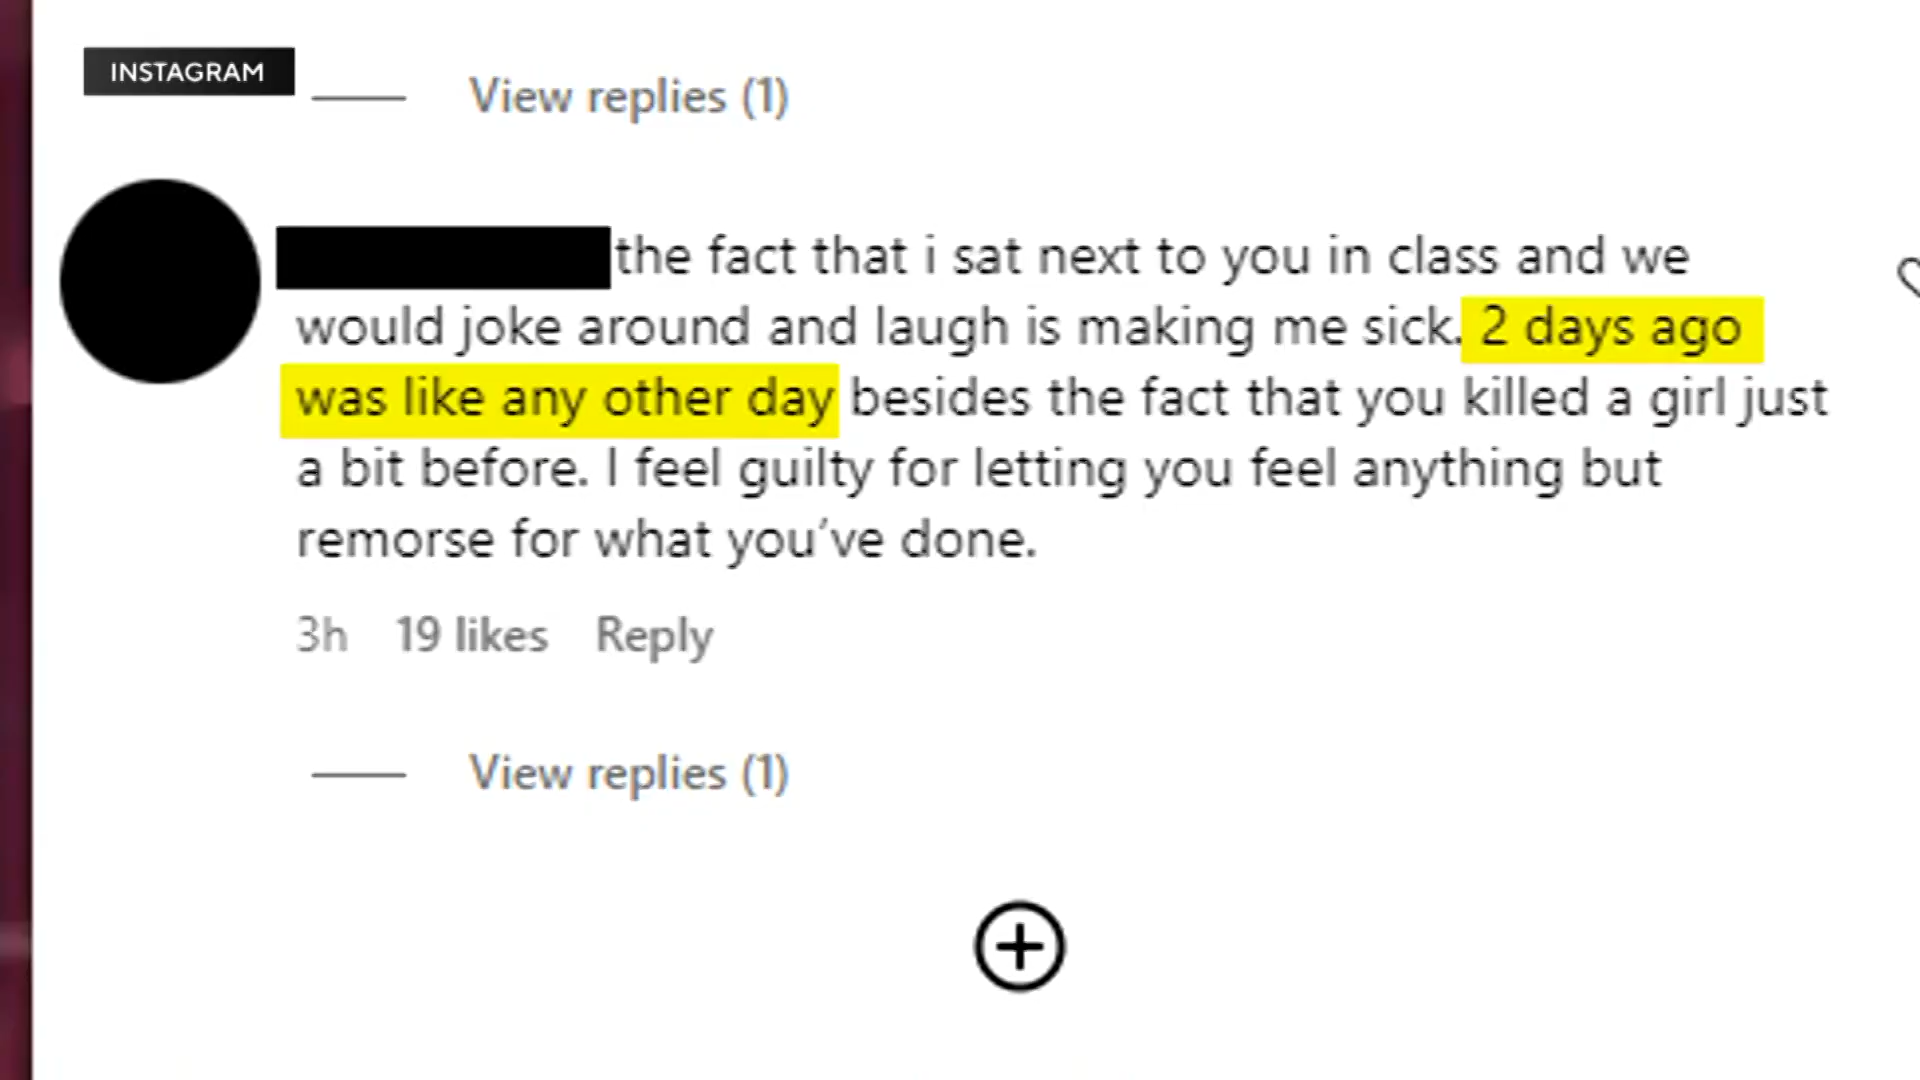 INSTAGRAM
View replies (1)
the fact that i sat next to you in class and we
would joke around and laugh is making me sick. 2 days ago
was like any other day besides the fact that you killed a girl just
a bit before. I feel guilty for letting you feel anything but
remorse for what you’ve done.
3h 19 likes Reply
View replies (1)